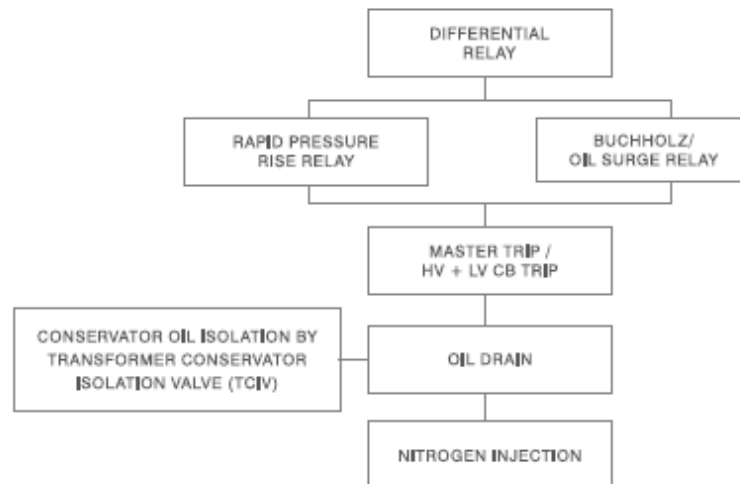 DIFFERENTIAL
RELAY
RAPID PRESSURE
RISE RELAY
BUCHHOLZ/
OIL SURGE RELAY
MASTER TRIP /
HV + LV CB TRIP
CONSERVATOR OIL ISOLATION BY
TRANSFORMER CONSERVATOR
ISOLATION VALVE (TCIV)
OIL DRAIN
NITROGEN INJECTION